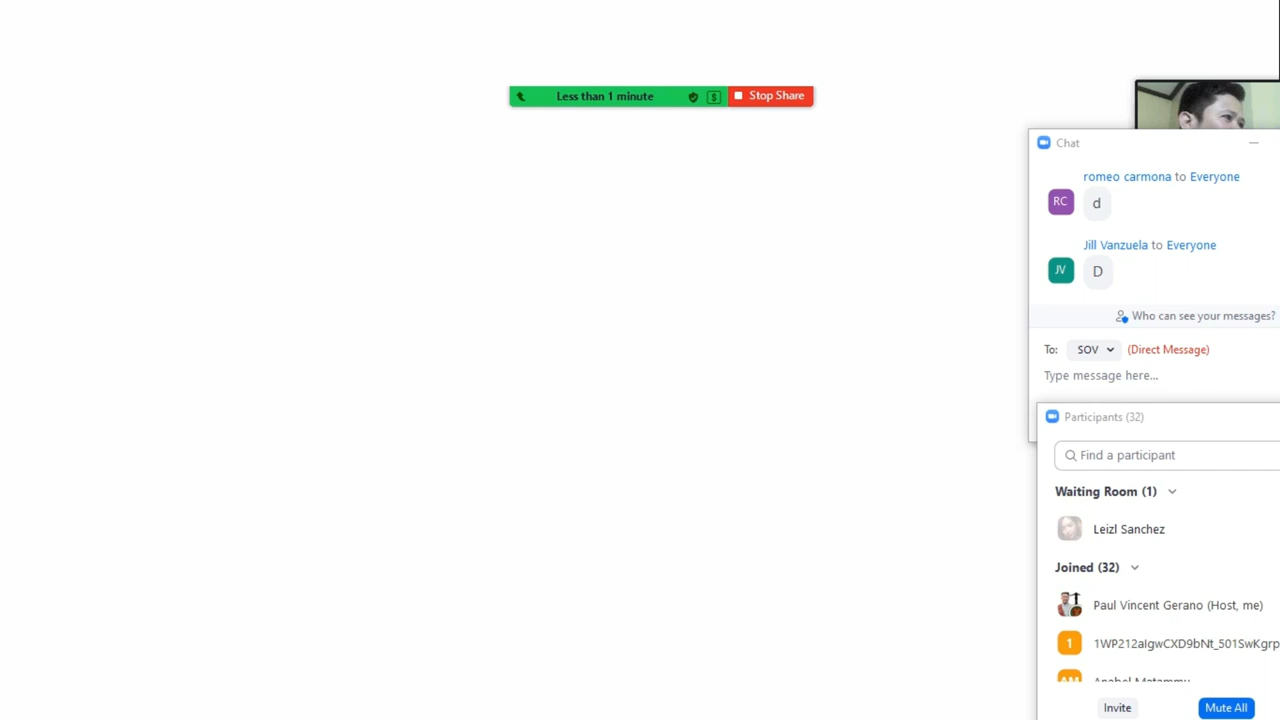 Less than 1 minute
$
Stop Share
Chat
romeo carmona to Everyone
RC
d
Jill Vanzuela to Everyone
JV
D
Who can see your messages?
To: SOV (Direct Message)
Type message here...
Participants (32)
Find a participant
Waiting Room (1)
Leizl Sanchez
Joined (32)
Paul Vincent Gerano (Host, me)
1
Invite
Mute All